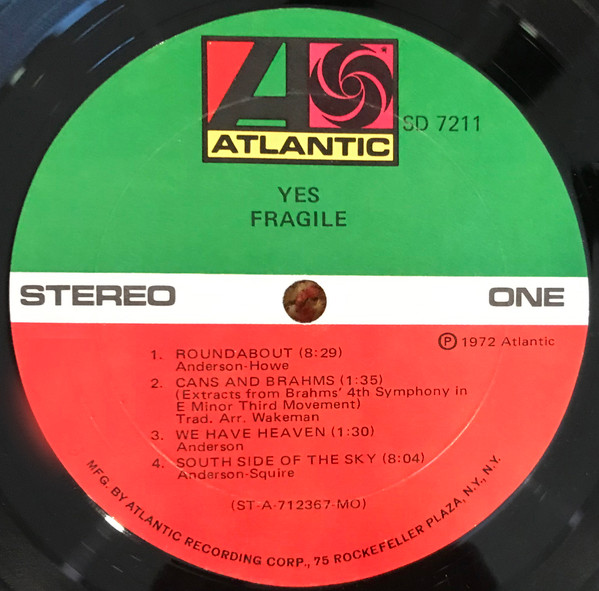 ATLANTIC
SD 7211
YES
FRAGILE
STEREO
ONE
℗ 1972 Atlantic
1. ROUNDABOUT (8:29)
Anderson-Howe
2. CANS AND BRAHMS (1:35)
(Extracts from Brahms' 4th Symphony in
E Minor Third Movement)
Trad. Arr. Wakeman
3. WE HAVE HEAVEN (1:30)
Anderson
4. SOUTH SIDE OF THE SKY (8:04)
Anderson-Squire
(ST-A-712367-MO)
MFG. BY ATLANTIC RECORDING CORP., 75 ROCKEFELLER PLAZA, N.Y., N.Y.